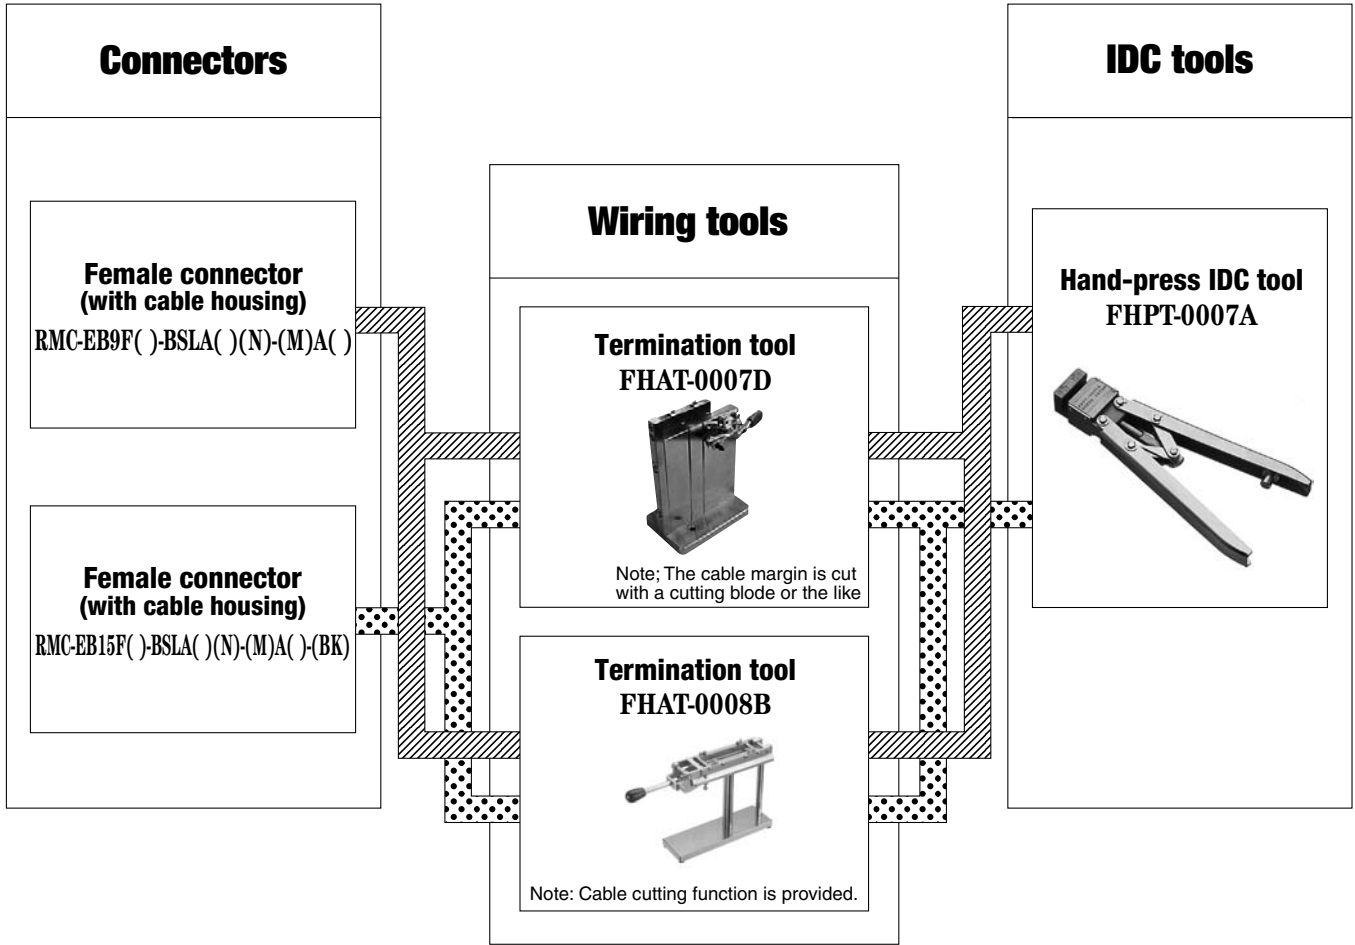 Connectors
Female connector
(with cable housing)
RMC-EB9F( )-BSLA( )(N)-(M)A( )
Female connector
(with cable housing)
RMC-EB15F( )-BSLA( )(N)-(M)A( )-(BK)
Wiring tools
Termination tool
FHAT-0007D
Note; The cable margin is cut
with a cutting blode or the like
Termination tool
FHAT-0008B
Note: Cable cutting function is provided.
IDC tools
Hand-press IDC tool
FHPT-0007A